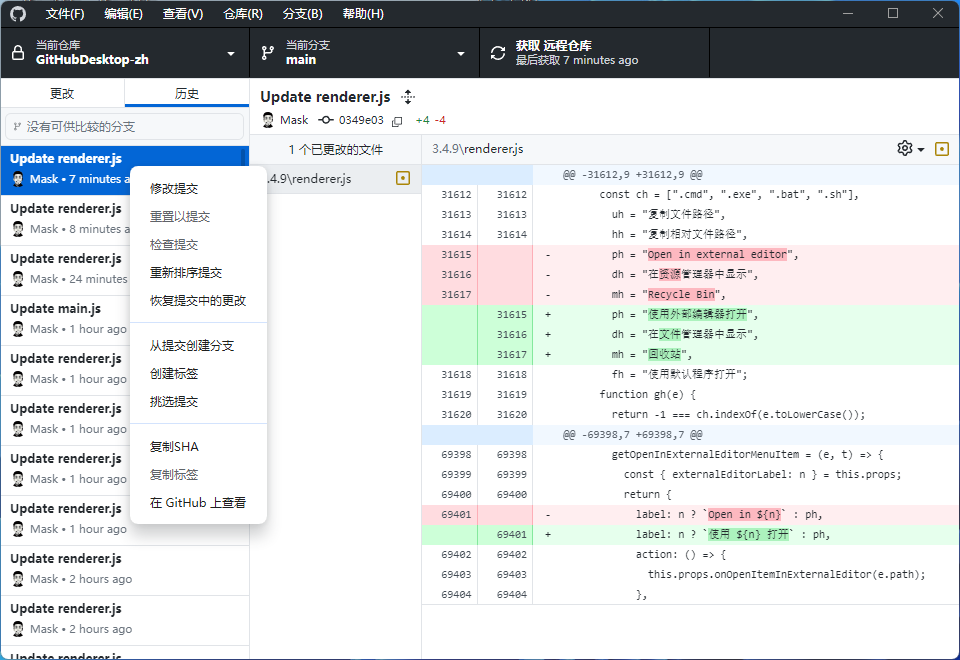 文件(F) 编辑(E) 查看(V) 仓库(R) 分支(B) 帮助(H)
当前仓库
GitHubDesktop-zh
当前分支
main
获取 远程仓库
最后获取 7 minutes ago
更改 历史
没有可供比较的分支
Update renderer.js
Mask • 7 minutes a
Update renderer.js
Mask • 8 minutes a
Update renderer.js
Mask • 24 minutes
Update main.js
Mask • 1 hour ago
Update renderer.js
Mask • 1 hour ago
Update renderer.js
Mask • 1 hour ago
Update renderer.js
Mask • 1 hour ago
Update renderer.js
Mask • 1 hour ago
Update renderer.js
Mask • 2 hours ago
Update renderer.js
Mask • 2 hours ago
Update renderer.js
修改提交
重置以提交
检查提交
重新排序提交
恢复提交中的更改
从提交创建分支
创建标签
挑选提交
复制SHA
复制标签
在 GitHub 上查看
Update renderer.js
Mask 0349e03 +4 -4
1 个已更改的文件
.4.9\renderer.js
3.4.9\renderer.js
@@ -31612,9 +31612,9 @@
31612 31612 const ch = [".cmd", ".exe", ".bat", ".sh"],
31613 31613 uh = "复制文件路径",
31614 31614 hh = "复制相对文件路径",
31615 - ph = "Open in external editor",
31616 - dh = "在资源管理器中显示",
31617 - mh = "Recycle Bin",
31615 + ph = "使用外部编辑器打开",
31616 + dh = "在文件管理器中显示",
31617 + mh = "回收站",
31618 31618 fh = "使用默认程序打开";
31619 31619 function gh(e) {
31620 31620 return -1 === ch.indexOf(e.toLowerCase());
@@ -69398,7 +69398,7 @@
69398 69398 getOpenInExternalEditorMenuItem = (e, t) => {
69399 69399 const { externalEditorLabel: n } = this.props;
69400 69400 return {
69401 - label: n ? `Open in ${n}` : ph,
69401 + label: n ? `使用 ${n} 打开` : ph,
69402 69402 action: () => {
69403 69403 this.props.onOpenItemInExternalEditor(e.path);
69404 69404 },